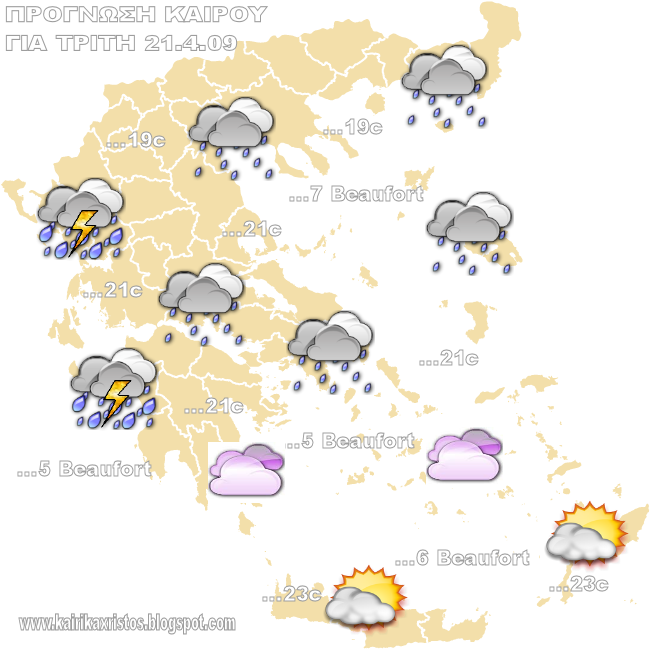 ΠΡΟΓΝΩΣΗ ΚΑΙΡΟΥ
ΓΙΑ ΤΡΙΤΗ 21.4.09
...19c
...19c
...7 Beaufort
...21c
...21c
...21c
...21c
..5 Beaufort
...5 Beaufort
...6 Beaufort
...23c
...23c
www.kairikaxristos.blogspot.com